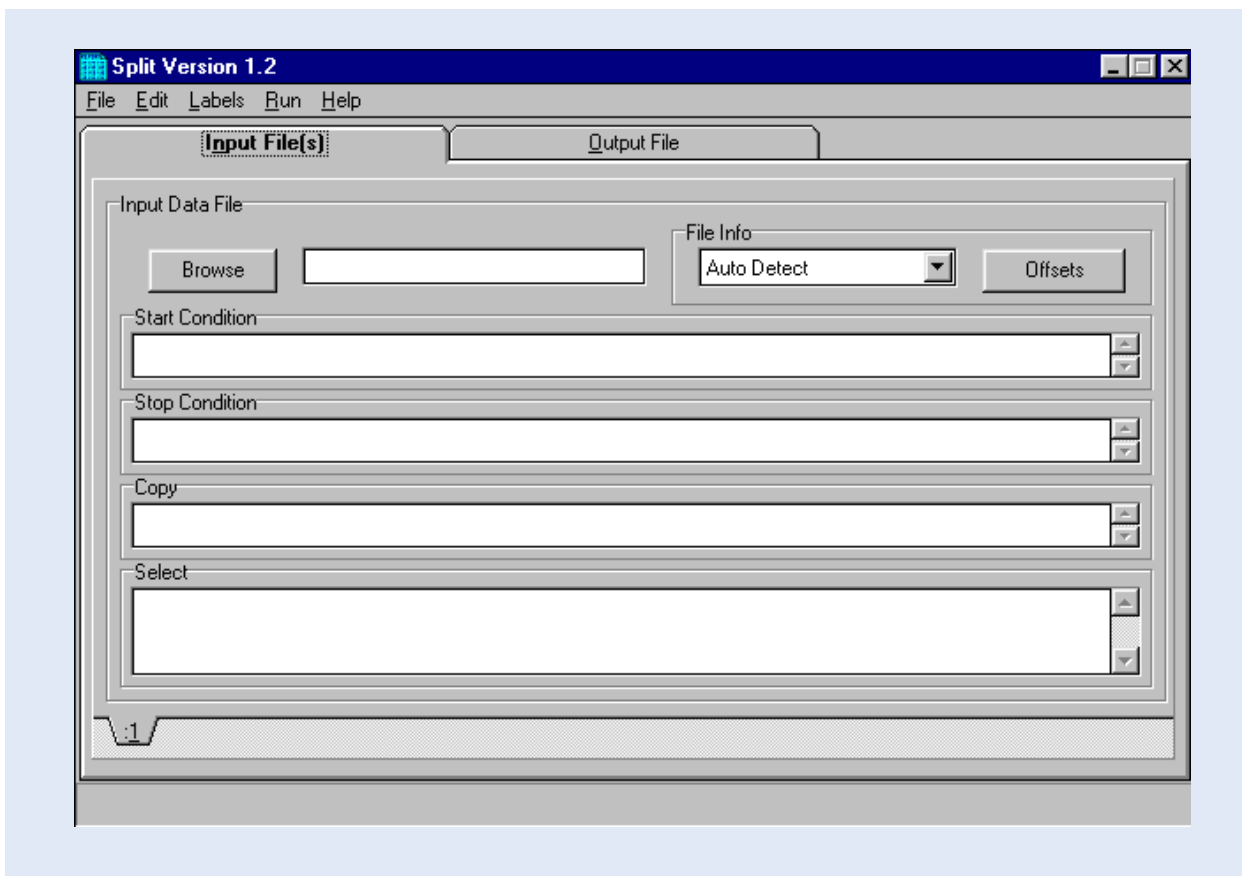 Split Version 1.2
File Edit Labels Run Help
Input File(s) Output File
Input Data File
File Info
Browse Auto Detect Offsets
Start Condition
Stop Condition
Copy
Select
:1